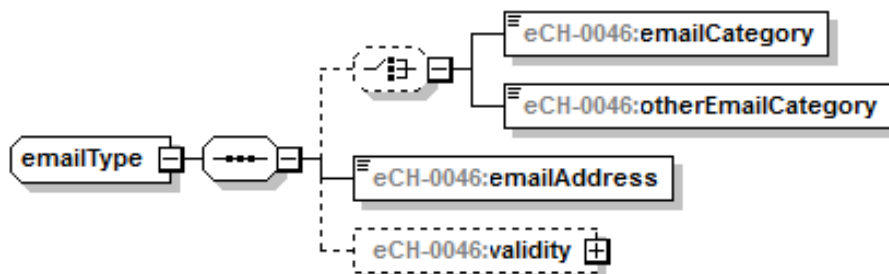 eCH-0046:emailCategory
eCH-0046:otherEmailCategory
emailType
eCH-0046:emailAddress
eCH-0046:validity